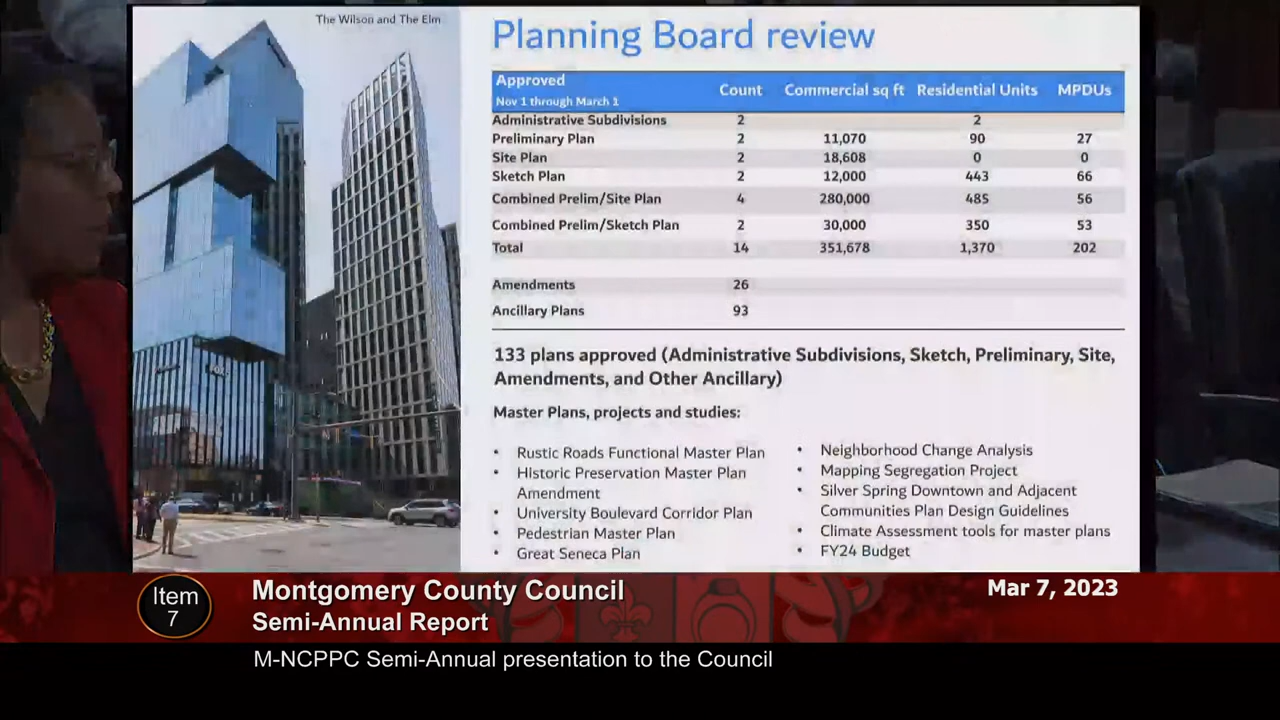 The Wilson and The Elm
Planning Board review
Approved
Nov 1 through March 1
Count Commercial sq ft Residential Units MPDUs
Administrative Subdivisions 2 2
Preliminary Plan 2 11,070 90 27
Site Plan 2 18,608 0 0
Sketch Plan 2 12,000 443 66
Combined Prelim/Site Plan 4 280,000 485 56
Combined Prelim/Sketch Plan 2 30,000 350 53
Total 14 351,678 1,370 202
Amendments 26
Ancillary Plans 93
133 plans approved (Administrative Subdivisions, Sketch, Preliminary, Site,
Amendments, and Other Ancillary)
Master Plans, projects and studies:
• Rustic Roads Functional Master Plan
• Historic Preservation Master Plan
Amendment
• University Boulevard Corridor Plan
• Pedestrian Master Plan
• Great Seneca Plan
• Neighborhood Change Analysis
• Mapping Segregation Project
• Silver Spring Downtown and Adjacent
Communities Plan Design Guidelines
• Climate Assessment tools for master plans
• FY24 Budget
Item
7
Montgomery County Council
Semi-Annual Report
Mar 7, 2023
M-NCPPC Semi-Annual presentation to the Council